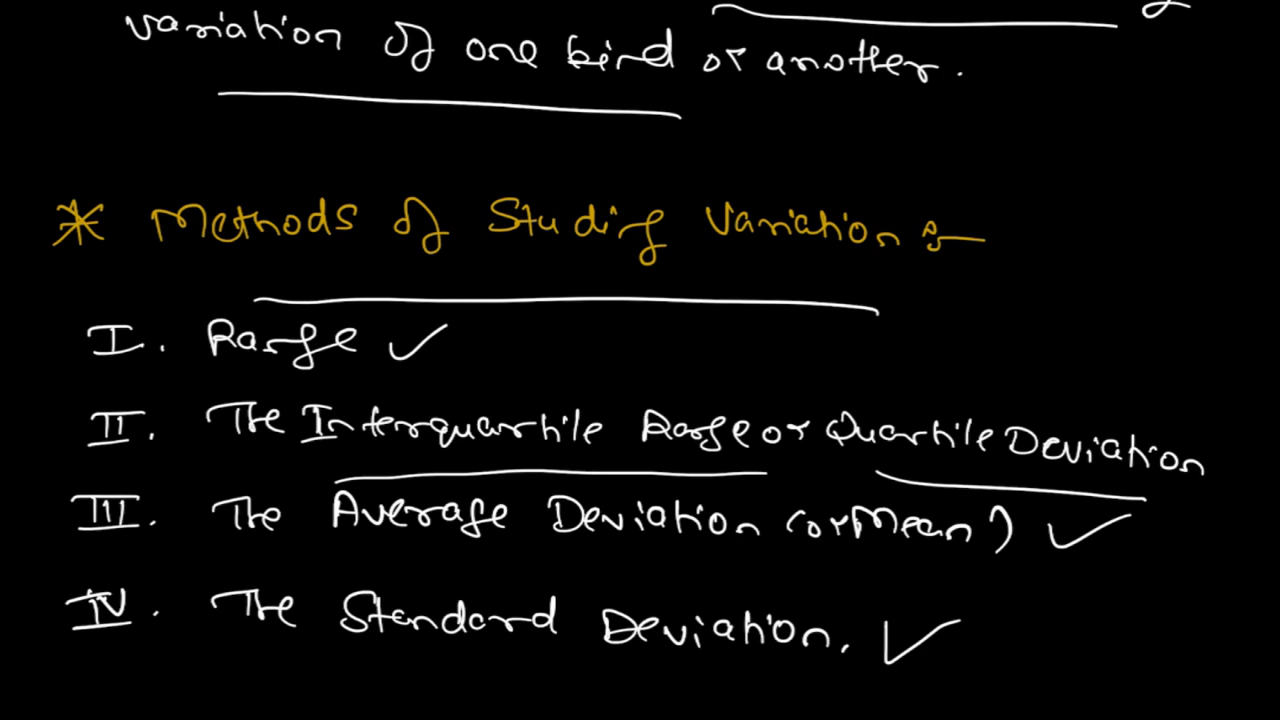 variation of one kind or another.
* Methods of Studing Variation :-
I. Range ✓
II. The Interquartile Range or Quartile Deviation
III. The Average Deviation (or Mean) ✓
IV. The Standard Deviation. ✓